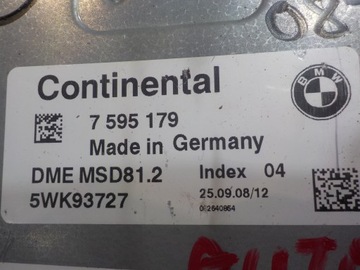 Continental
BMW
7 595 179
Made in Germany
DME MSD81.2 Index 04
5WK93727 25.09.08/12